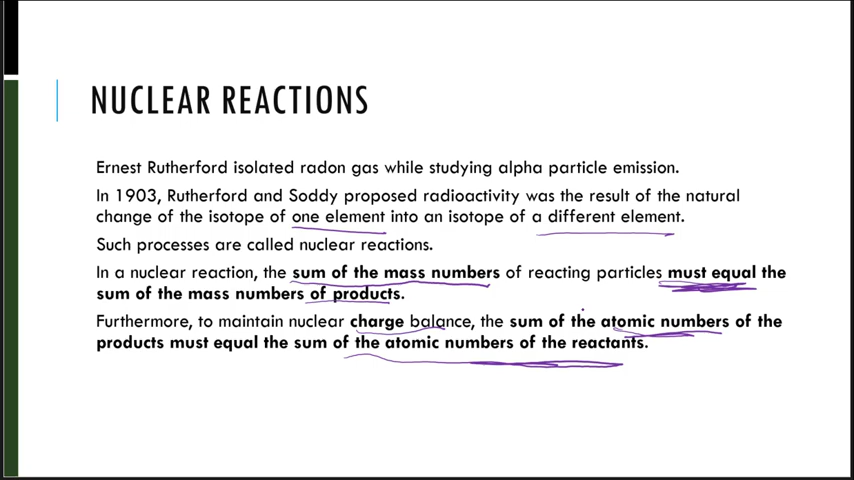 NUCLEAR REACTIONS
Ernest Rutherford isolated radon gas while studying alpha particle emission.
In 1903, Rutherford and Soddy proposed radioactivity was the result of the natural
change of the isotope of one element into an isotope of a different element.
Such processes are called nuclear reactions.
In a nuclear reaction, the sum of the mass numbers of reacting particles must equal the
sum of the mass numbers of products.
Furthermore, to maintain nuclear charge balance, the sum of the atomic numbers of the
products must equal the sum of the atomic numbers of the reactants.